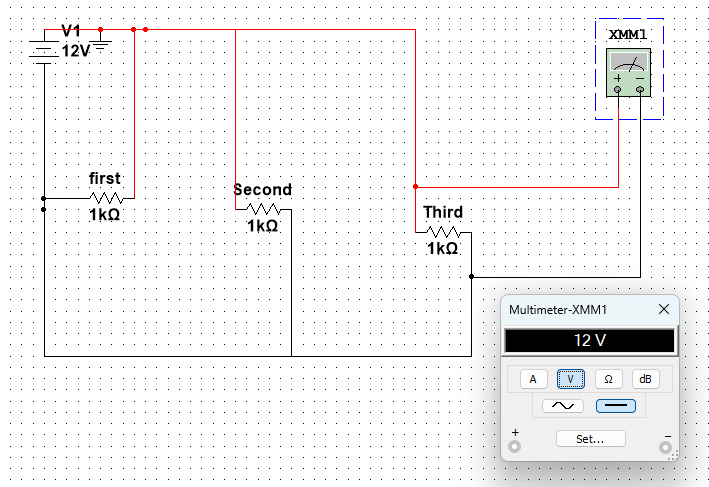 V1
12V
XMM1
+ −
first
1kΩ
Second
1kΩ
Third
1kΩ
Multimeter-XMM1
12 V
A V Ω dB
+ −
Set...